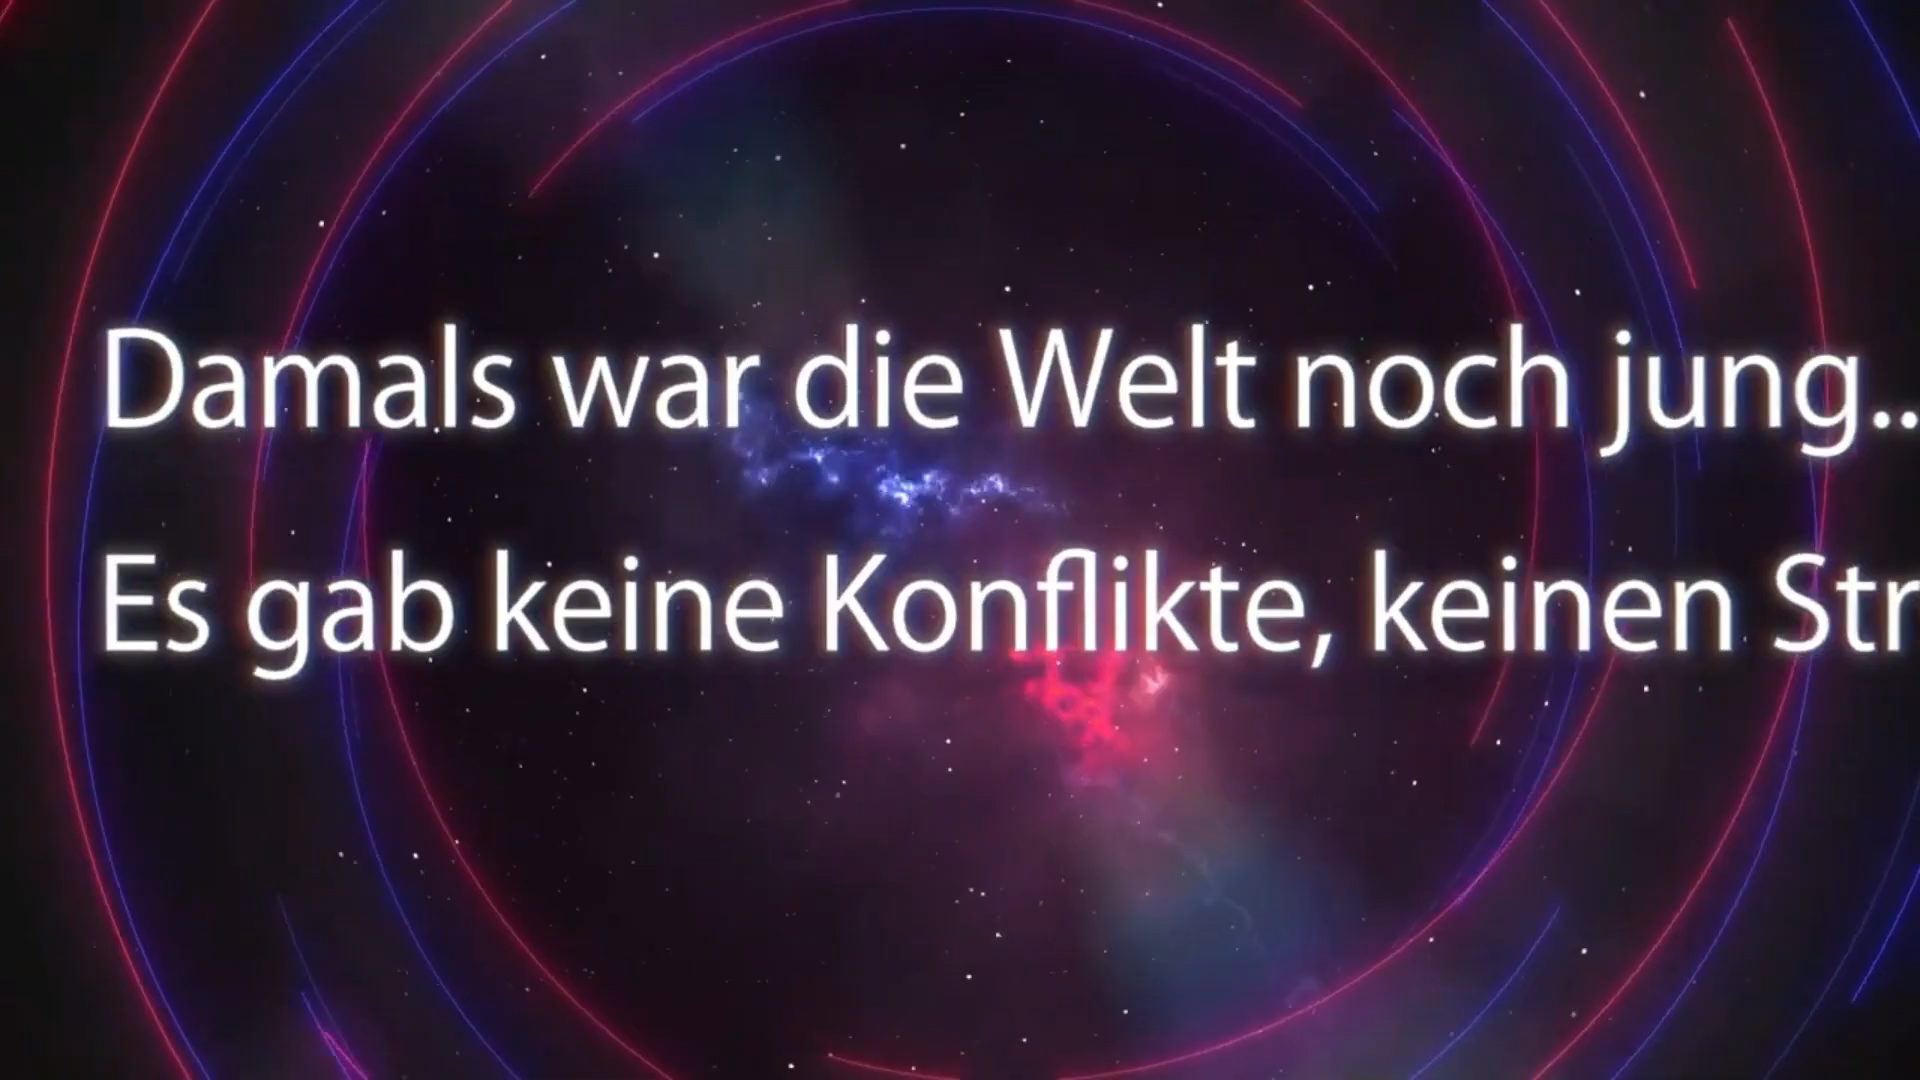 Damals war die Welt noch jung..
Es gab keine Konflikte, keinen Str